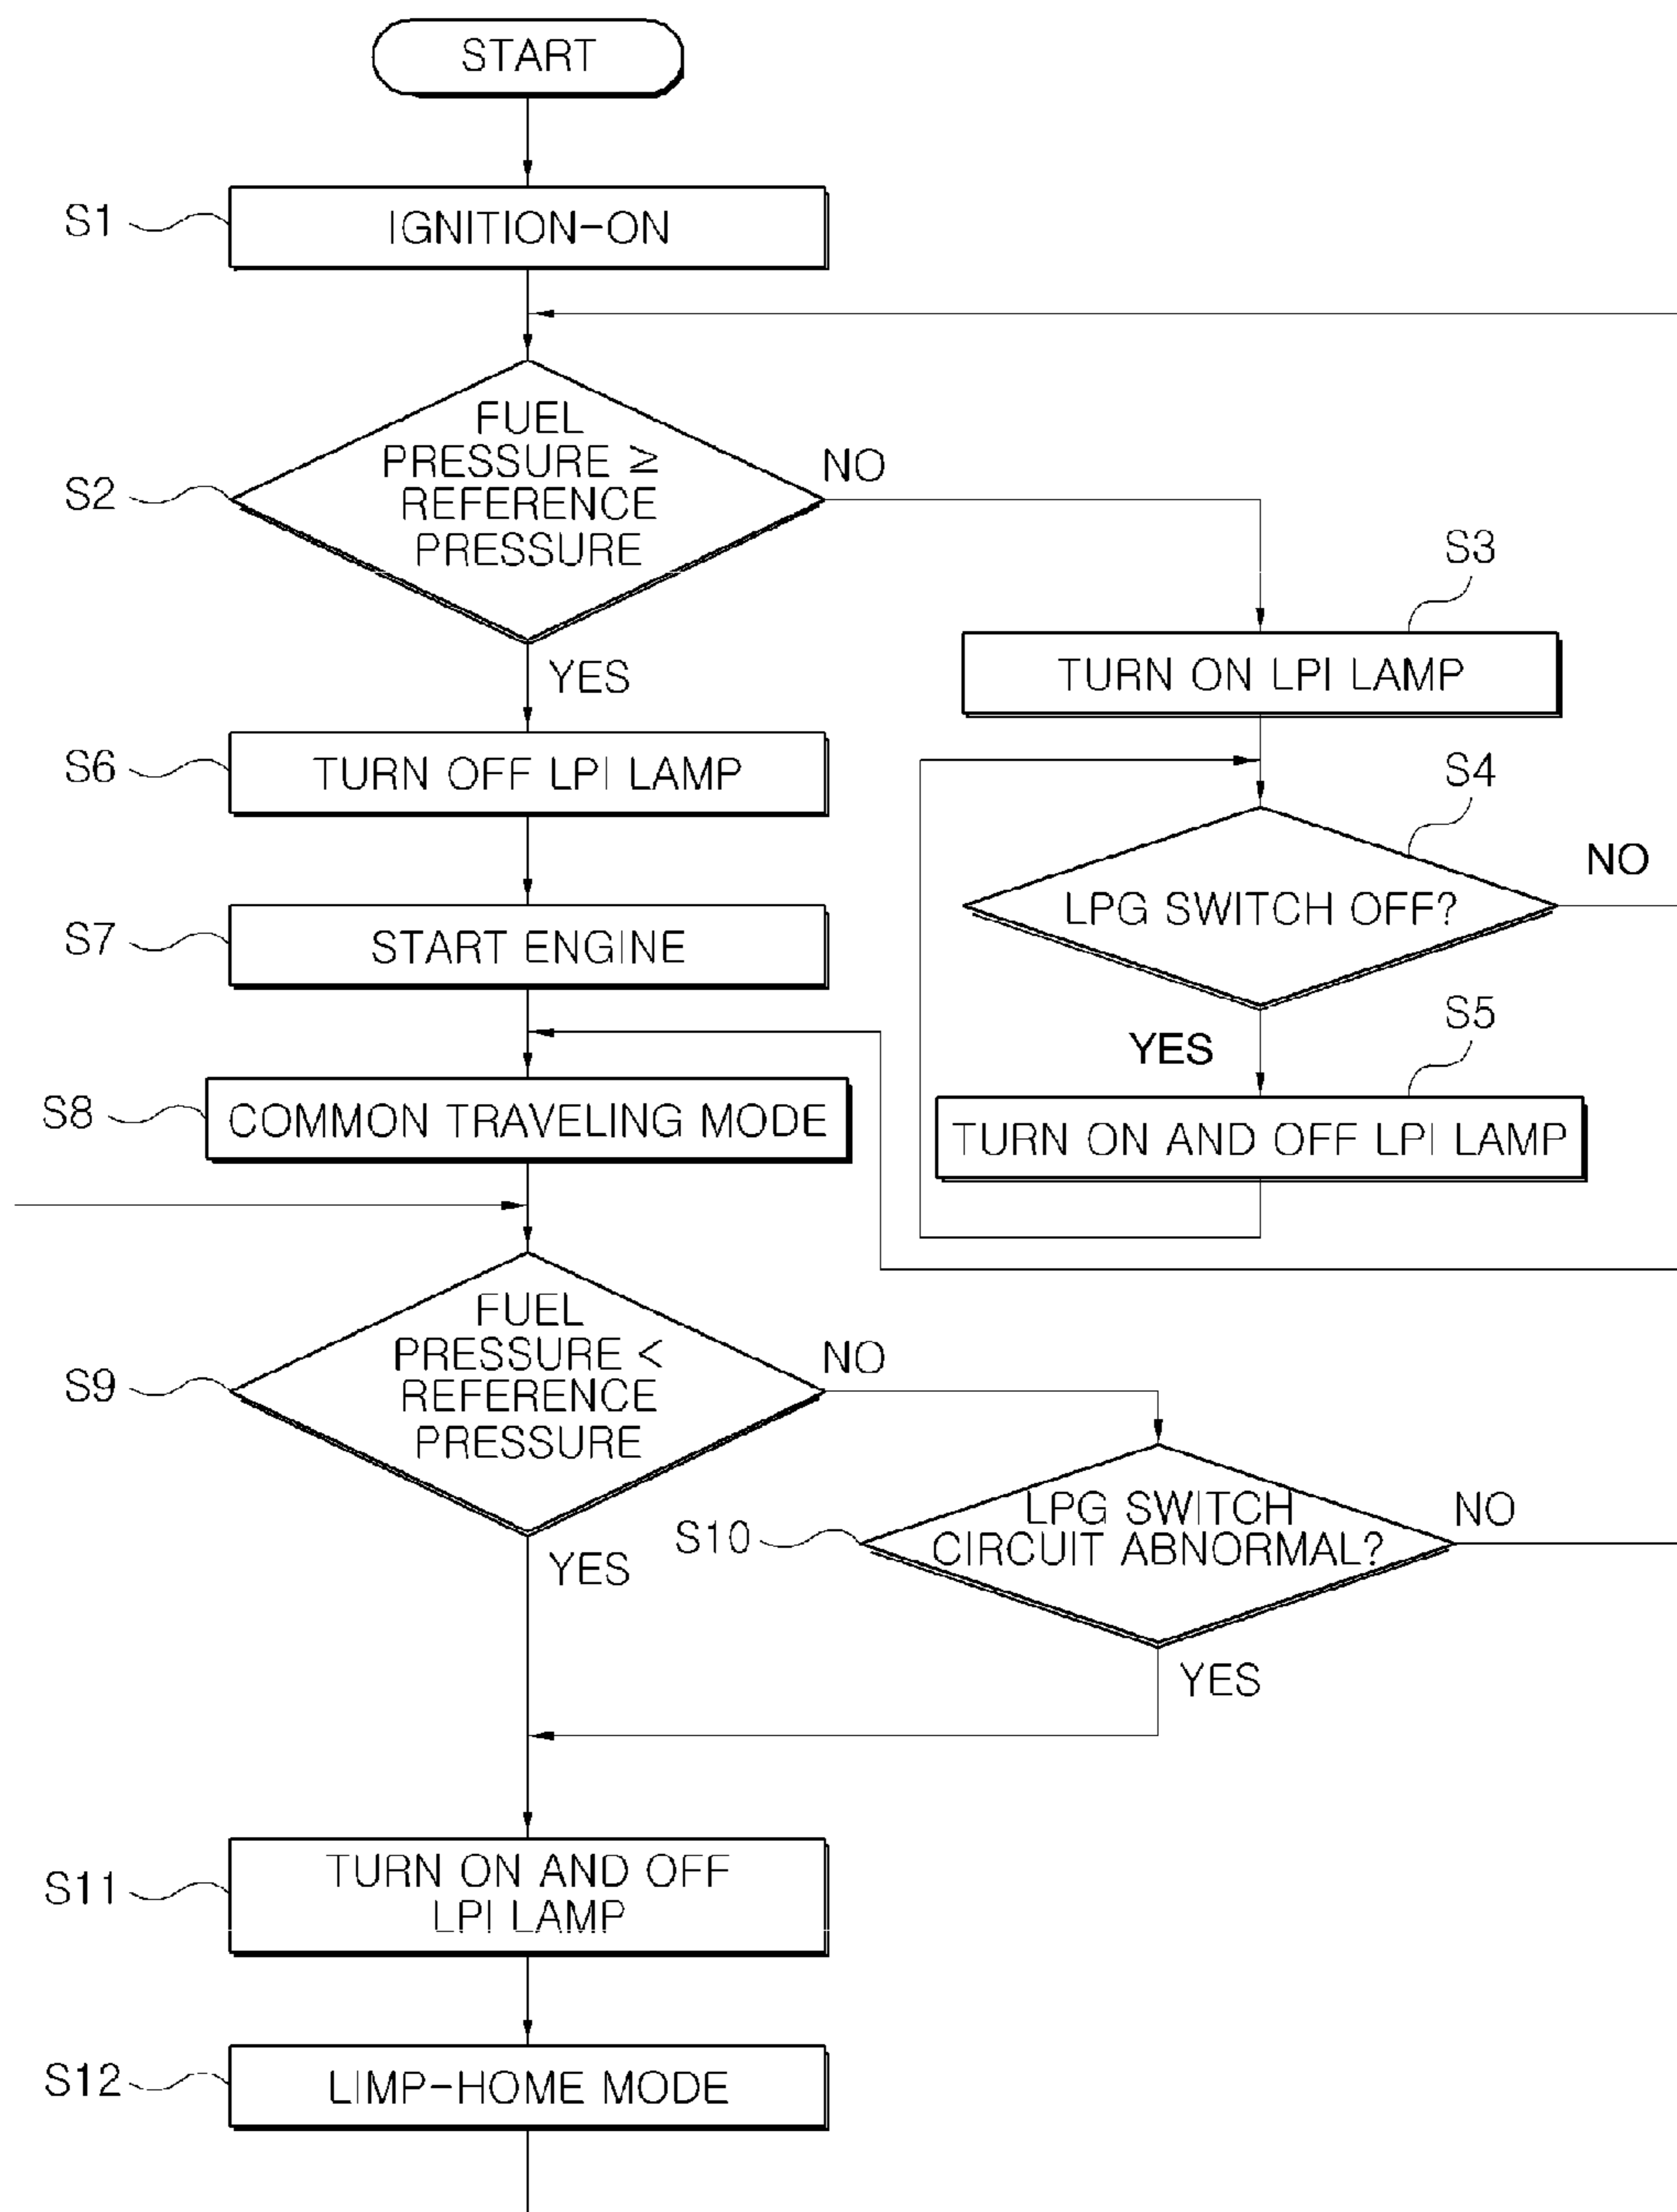 START
S1
IGNITION-ON
S2
FUEL
PRESSURE ≥
REFERENCE
PRESSURE
NO
YES
S3
TURN ON LPI LAMP
S4
LPG SWITCH OFF?
NO
YES
S5
TURN ON AND OFF LPI LAMP
S6
TURN OFF LPI LAMP
S7
START ENGINE
S8
COMMON TRAVELING MODE
S9
FUEL
PRESSURE <
REFERENCE
PRESSURE
NO
YES
S10
LPG SWITCH
CIRCUIT ABNORMAL?
NO
YES
S11
TURN ON AND OFF
LPI LAMP
S12
LIMP-HOME MODE